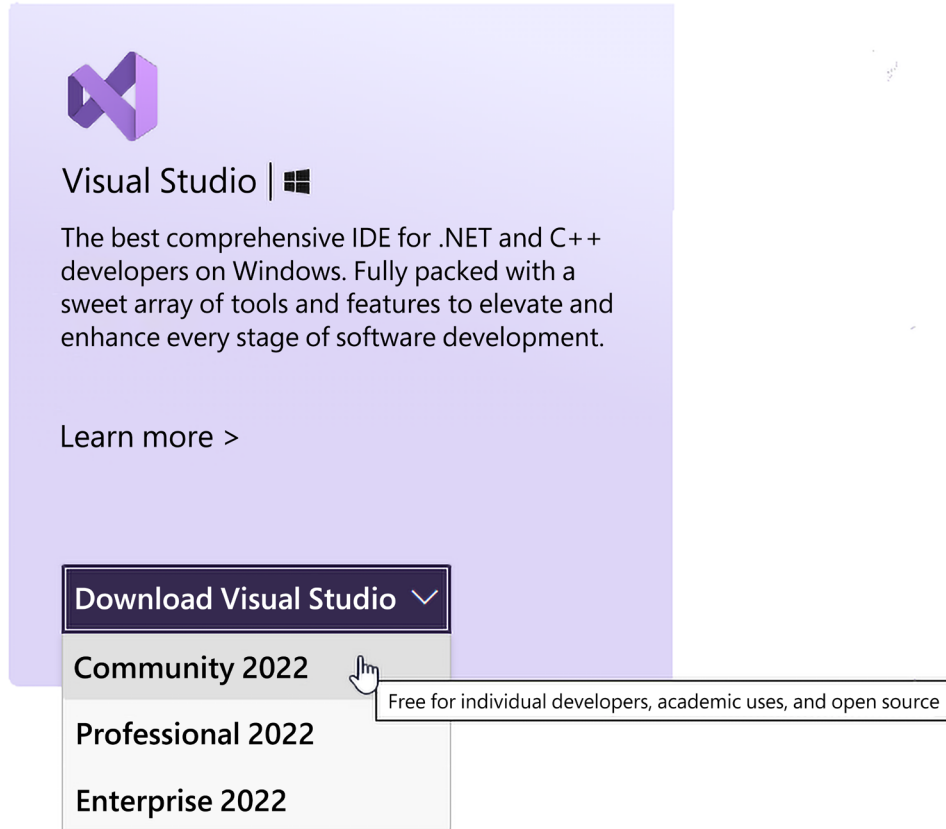 Visual Studio |
The best comprehensive IDE for .NET and C++
developers on Windows. Fully packed with a
sweet array of tools and features to elevate and
enhance every stage of software development.
Learn more >
Download Visual Studio
Community 2022
Free for individual developers, academic uses, and open source
Professional 2022
Enterprise 2022